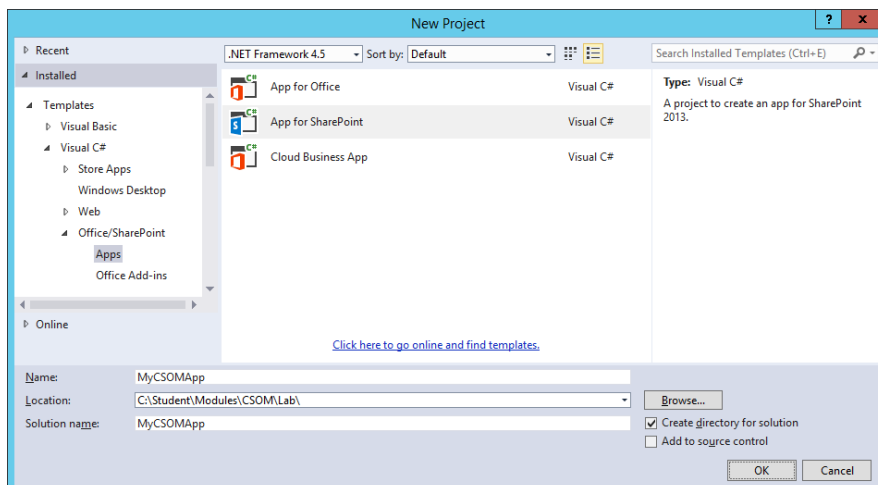 New Project
? x
Recent
.NET Framework 4.5 Sort by: Default
Search Installed Templates (Ctrl+E)
Installed
Templates
Visual Basic
Visual C#
Store Apps
Windows Desktop
Web
Office/SharePoint
Apps
Office Add-ins
Online
C# App for Office Visual C#
C# S App for SharePoint Visual C#
C# Cloud Business App Visual C#
Click here to go online and find templates.
Type: Visual C#
A project to create an app for SharePoint
2013.
Name: MyCSOMApp
Location: C:\Student\Modules\CSOM\Lab\ Browse...
Solution name: MyCSOMApp
Create directory for solution
Add to source control
OK Cancel